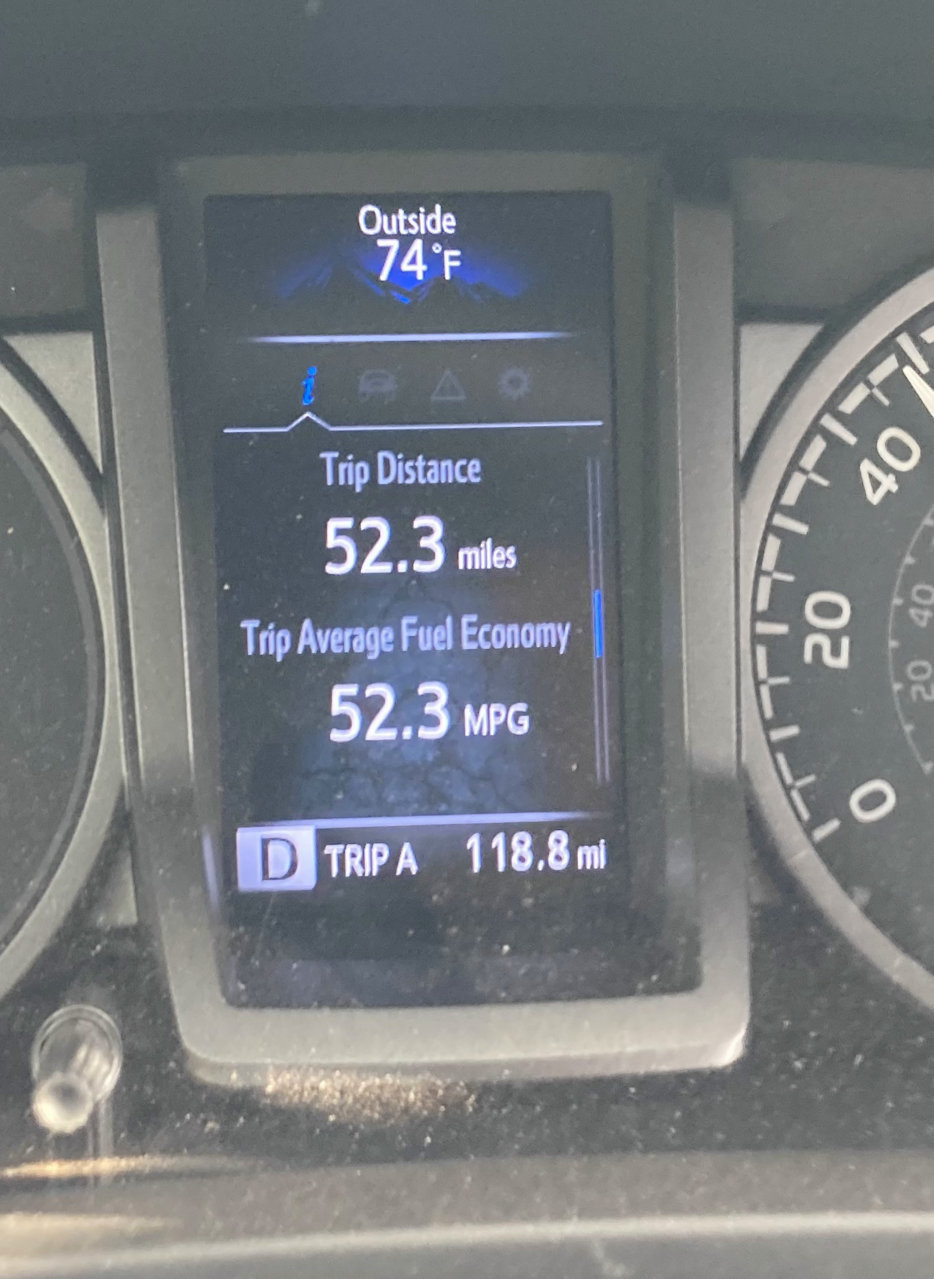 Outside
74°F
i
Trip Distance
52.3 miles
Trip Average Fuel Economy
52.3 MPG
D TRIP A 118.8 mi
40
20
0
40
20